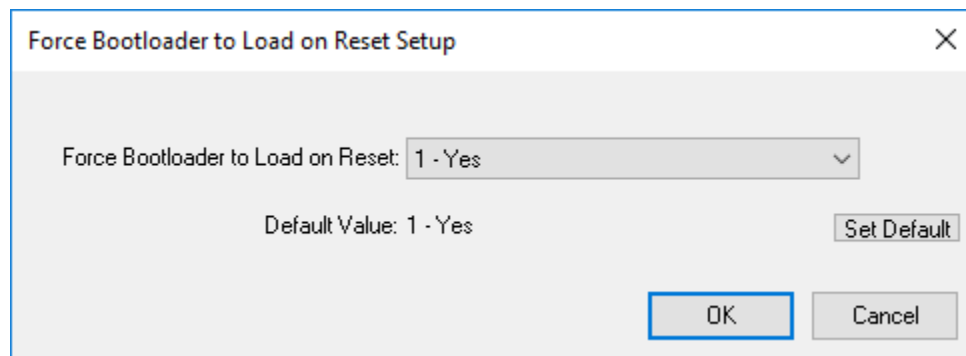 Force Bootloader to Load on Reset Setup
Force Bootloader to Load on Reset: 1 - Yes
Default Value: 1 - Yes Set Default
OK Cancel